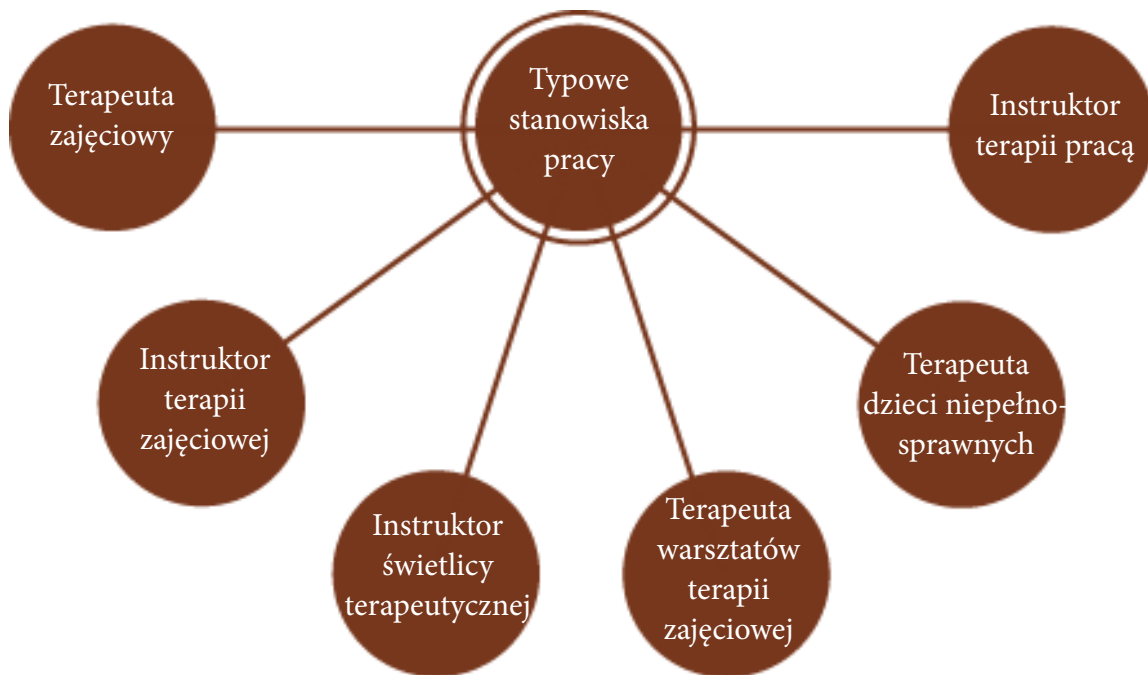 Terapeuta
zajęciowy
Typowe
stanowiska
pracy
Instruktor
terapii pracą
Instruktor
terapii
zajęciowej
Terapeuta
dzieci niepełno-
sprawnych
Instruktor
świetlicy
terapeutycznej
Terapeuta
warsztatów
terapii
zajęciowej